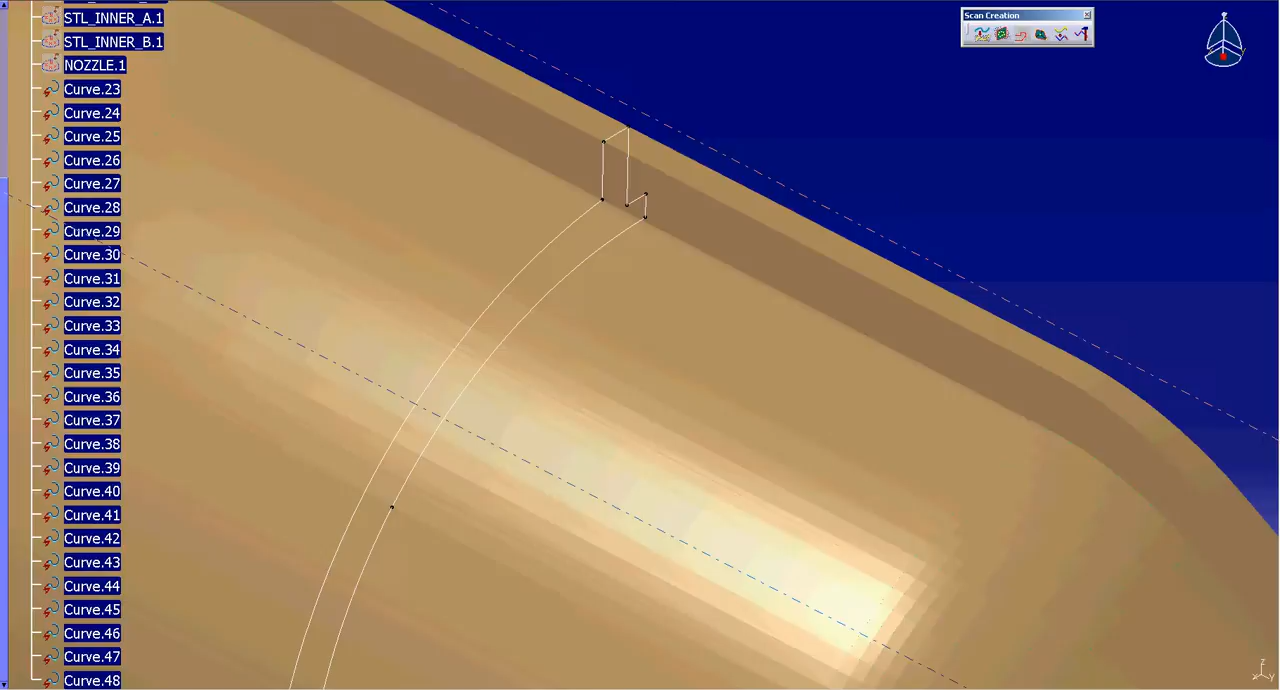 STL_INNER_A.1
STL_INNER_B.1
NOZZLE.1
Curve.23
Curve.24
Curve.25
Curve.26
Curve.27
Curve.28
Curve.29
Curve.30
Curve.31
Curve.32
Curve.33
Curve.34
Curve.35
Curve.36
Curve.37
Curve.38
Curve.39
Curve.40
Curve.41
Curve.42
Curve.43
Curve.44
Curve.45
Curve.46
Curve.47
Curve.48
Scan Creation
z
x
y